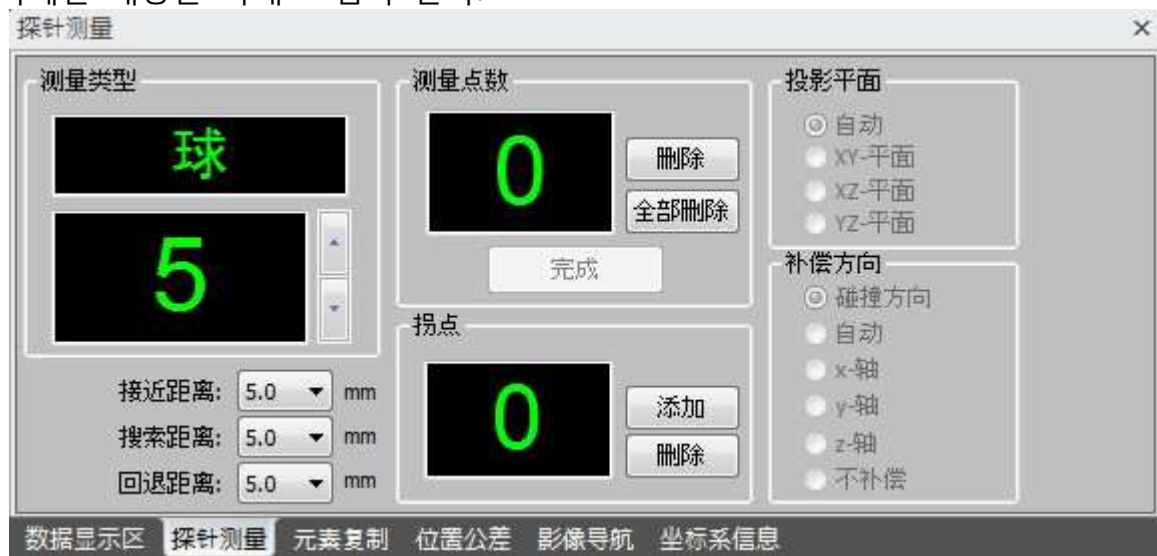 探针测量
测量类型
球
5
接近距离: 5.0 mm
搜索距离: 5.0 mm
回退距离: 5.0 mm
测量点数
0
删除
全部删除
完成
拐点
0
添加
删除
投影平面
自动
XY-平面
XZ-平面
YZ-平面
补偿方向
碰撞方向
自动
x-轴
y-轴
z-轴
不补偿
数据显示区 探针测量 元素复制 位置公差 影像导航 坐标系信息